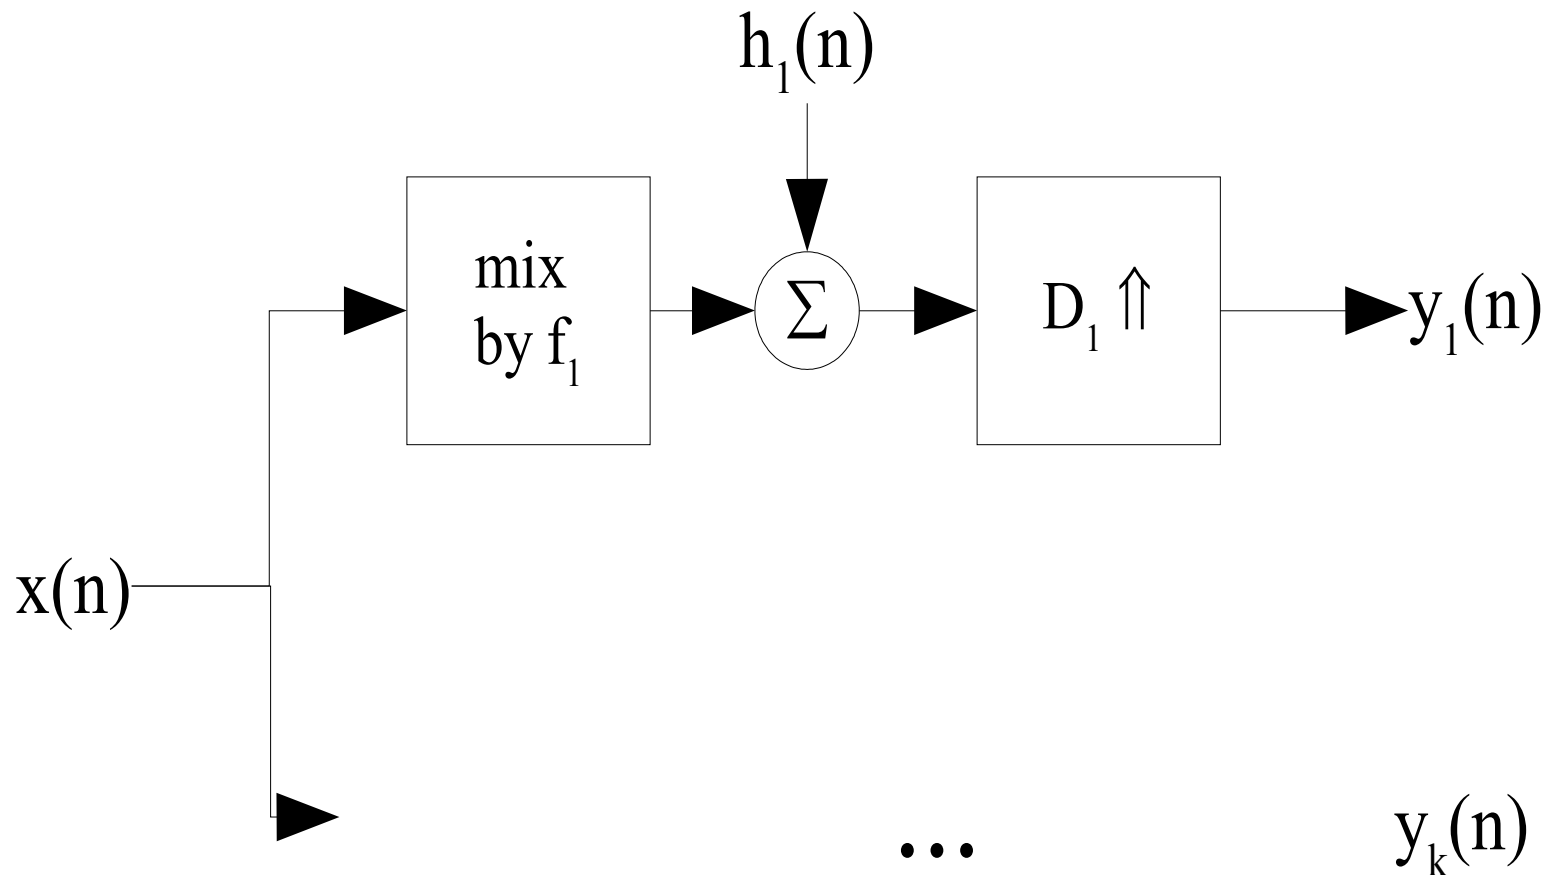 h₁(n)
mix
by f₁
Σ
D₁ ⇑
y₁(n)
x(n)
...
yₖ(n)